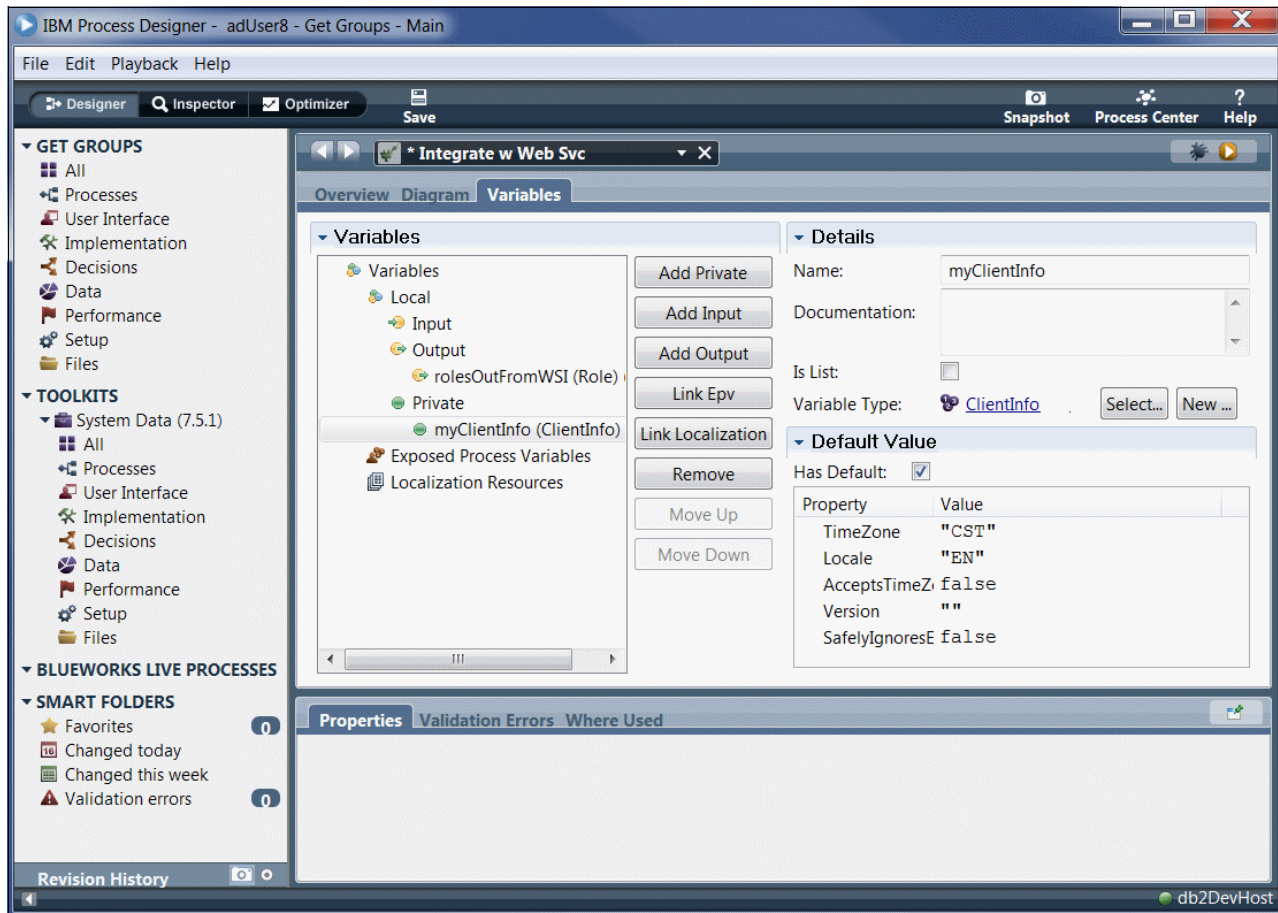 IBM Process Designer - adUser8 - Get Groups - Main
File Edit Playback Help
Designer Inspector Optimizer Save Snapshot Process Center Help
GET GROUPS
All
Processes
User Interface
Implementation
Decisions
Data
Performance
Setup
Files
TOOLKITS
System Data (7.5.1)
All
Processes
User Interface
Implementation
Decisions
Data
Performance
Setup
Files
BLUEWORKS LIVE PROCESSES
SMART FOLDERS
Favorites 0
Changed today
Changed this week
Validation errors 0
Revision History
* Integrate w Web Svc
Overview Diagram Variables
Variables
Variables
Local
Input
Output
rolesOutFromWSI (Role) (
Private
myClientInfo (ClientInfo)
Exposed Process Variables
Localization Resources
Add Private
Add Input
Add Output
Link Epv
Link Localization
Remove
Move Up
Move Down
Details
Name: myClientInfo
Documentation:
Is List:
Variable Type: ClientInfo Select... New ...
Default Value
Has Default:
Property Value
TimeZone "CST"
Locale "EN"
AcceptsTimeZ false
Version ""
SafelyIgnoresE false
Properties Validation Errors Where Used
db2DevHost